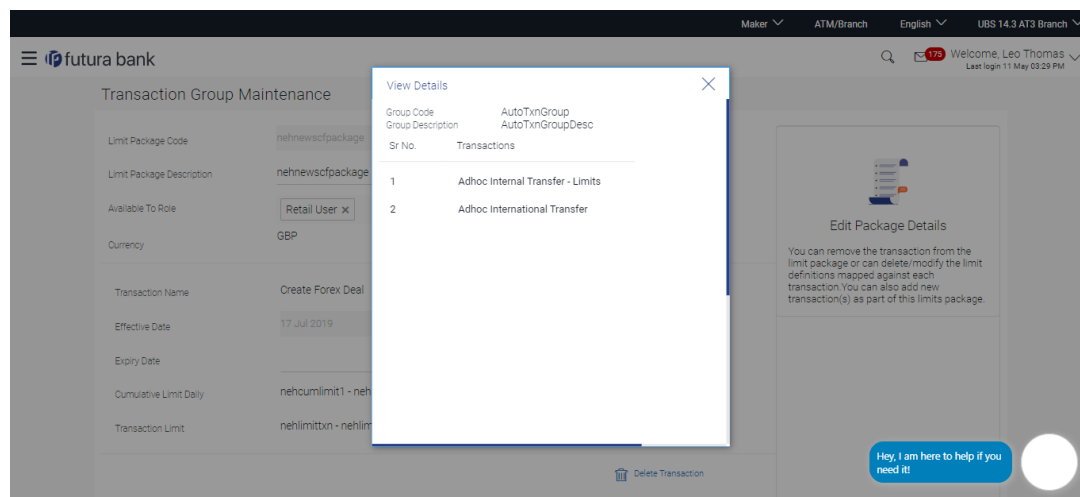 Maker ATM/Branch English UBS 14.3 AT3 Branch
futura bank
175 Welcome, Leo Thomas
Last login 11 May 03:29 PM
Transaction Group Maintenance
Limit Package Code nehnewscfpackage
Limit Package Description nehnewscfpackage
Available To Role Retail User ×
Currency GBP
Transaction Name Create Forex Deal
Effective Date 17 Jul 2019
Expiry Date
Cumulative Limit Daily nehcumlimit1 - neh
Transaction Limit nehlimittxn - nehlim
Delete Transaction
View Details
Group Code AutoTxnGroup
Group Description AutoTxnGroupDesc
Sr No. Transactions
1 Adhoc Internal Transfer - Limits
2 Adhoc International Transfer
Edit Package Details
You can remove the transaction from the
limit package or can delete/modify the limit
definitions mapped against each
transaction.You can also add new
transaction(s) as part of this limits package.
Hey, I am here to help if you
need it!